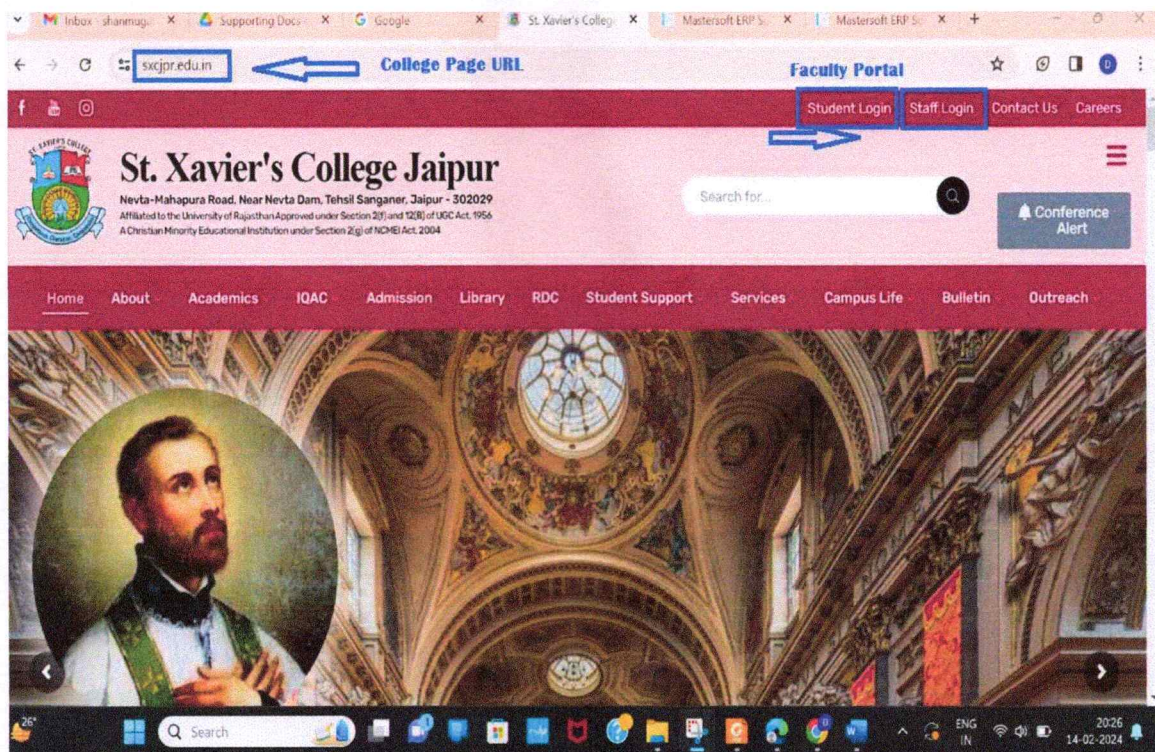 Inbox - shanmug
Supporting Docs
Google
St. Xavier's Colleg
Mastersoft ERP S
Mastersoft ERP S
sxcjpr.edu.in
College Page URL
Faculty Portal
Student Login
Staff Login
Contact Us
Careers
St. Xavier's College Jaipur
Nevta-Mahapura Road, Near Nevta Dam, Tehsil Sanganer, Jaipur - 302029
Affiliated to the University of Rajasthan Approved under Section 2(f) and 12(B) of UGC Act, 1956
A Christian Minority Educational Institution under Section 2(g) of NCMEI Act, 2004
Search for...
Conference
Alert
Home About Academics IQAC Admission Library RDC Student Support Services Campus Life Bulletin Outreach
26°
Search
ENG
IN
20:26
14-02-2024